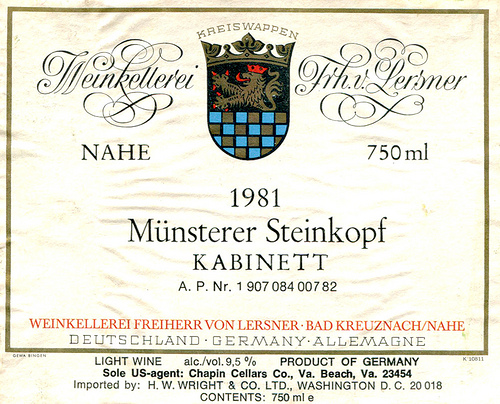 KREISWAPPEN
Weinkellerei Frh. v. Lersner
NAHE 750 ml
1981
Münsterer Steinkopf
KABINETT
A. P. Nr. 1 907 084 007 82
WEINKELLEREI FREIHERR VON LERSNER · BAD KREUZNACH/NAHE
DEUTSCHLAND · GERMANY · ALLEMAGNE
GEWA BINGEN K 10811
LIGHT WINE alc./vol. 9,5 % PRODUCT OF GERMANY
Sole US-agent: Chapin Cellars Co., Va. Beach, Va. 23454
Imported by: H. W. WRIGHT & CO. LTD., WASHINGTON D. C. 20 018
CONTENTS: 750 ml e